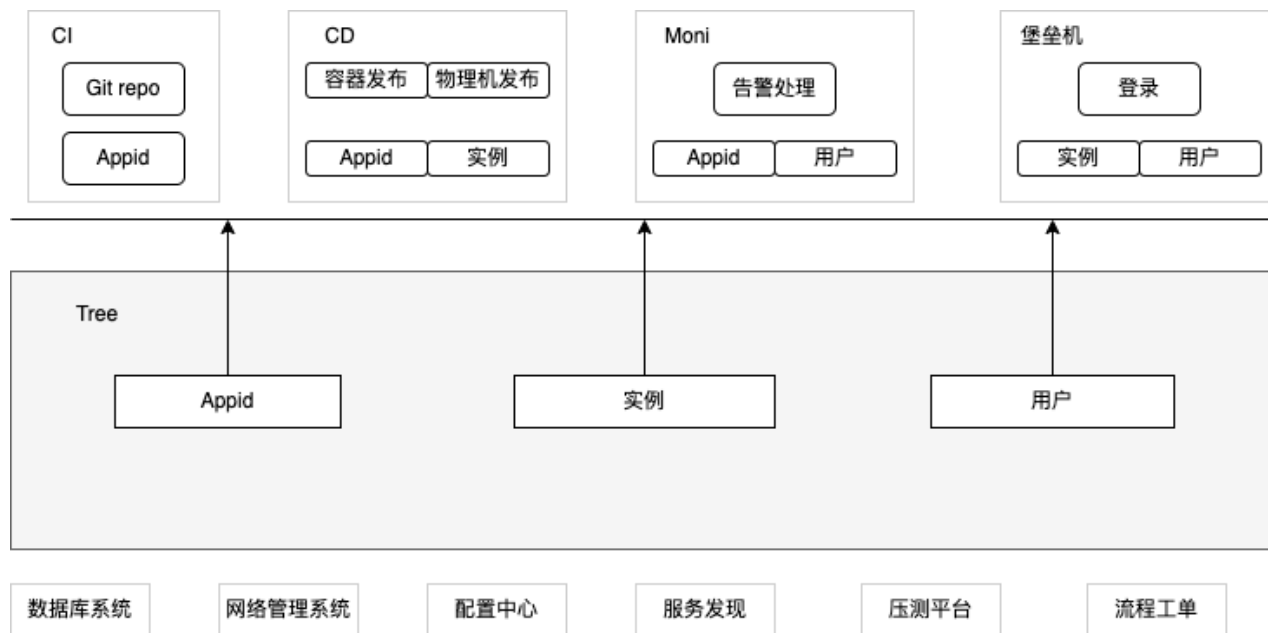 CI
Git repo
Appid
CD
容器发布 物理机发布
Appid 实例
Moni
告警处理
Appid 用户
堡垒机
登录
实例 用户
Tree
Appid
实例
用户
数据库系统
网络管理系统
配置中心
服务发现
压测平台
流程工单